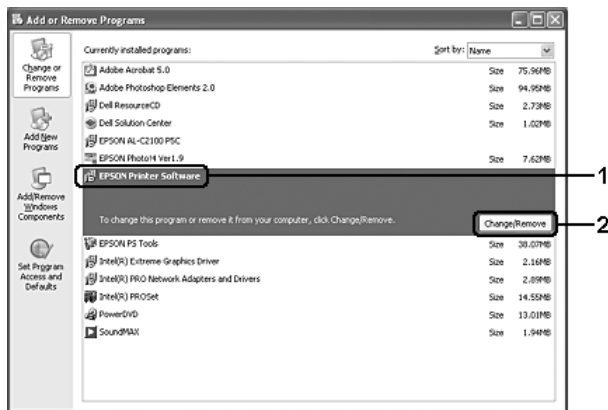 Add or Remove Programs
Change or
Remove
Programs
Add New
Programs
Add/Remove
Windows
Components
Set Program
Access and
Defaults
Currently installed programs: Sort by: Name
Adobe Acrobat 5.0 Size 75.96MB
Adobe Photoshop Elements 2.0 Size 94.95MB
Dell ResourceCD Size 2.73MB
Dell Solution Center Size 1.02MB
EPSON AL-C2100 PSC
EPSON Photo!4 Ver1.9 Size 7.62MB
EPSON Printer Software 1
To change this program or remove it from your computer, click Change/Remove.
Change/Remove 2
EPSON PS Tools Size 38.07MB
Intel(R) Extreme Graphics Driver Size 2.16MB
Intel(R) PRO Network Adapters and Drivers Size 2.89MB
Intel(R) PROSet Size 14.55MB
PowerDVD Size 13.01MB
SoundMAX Size 1.94MB